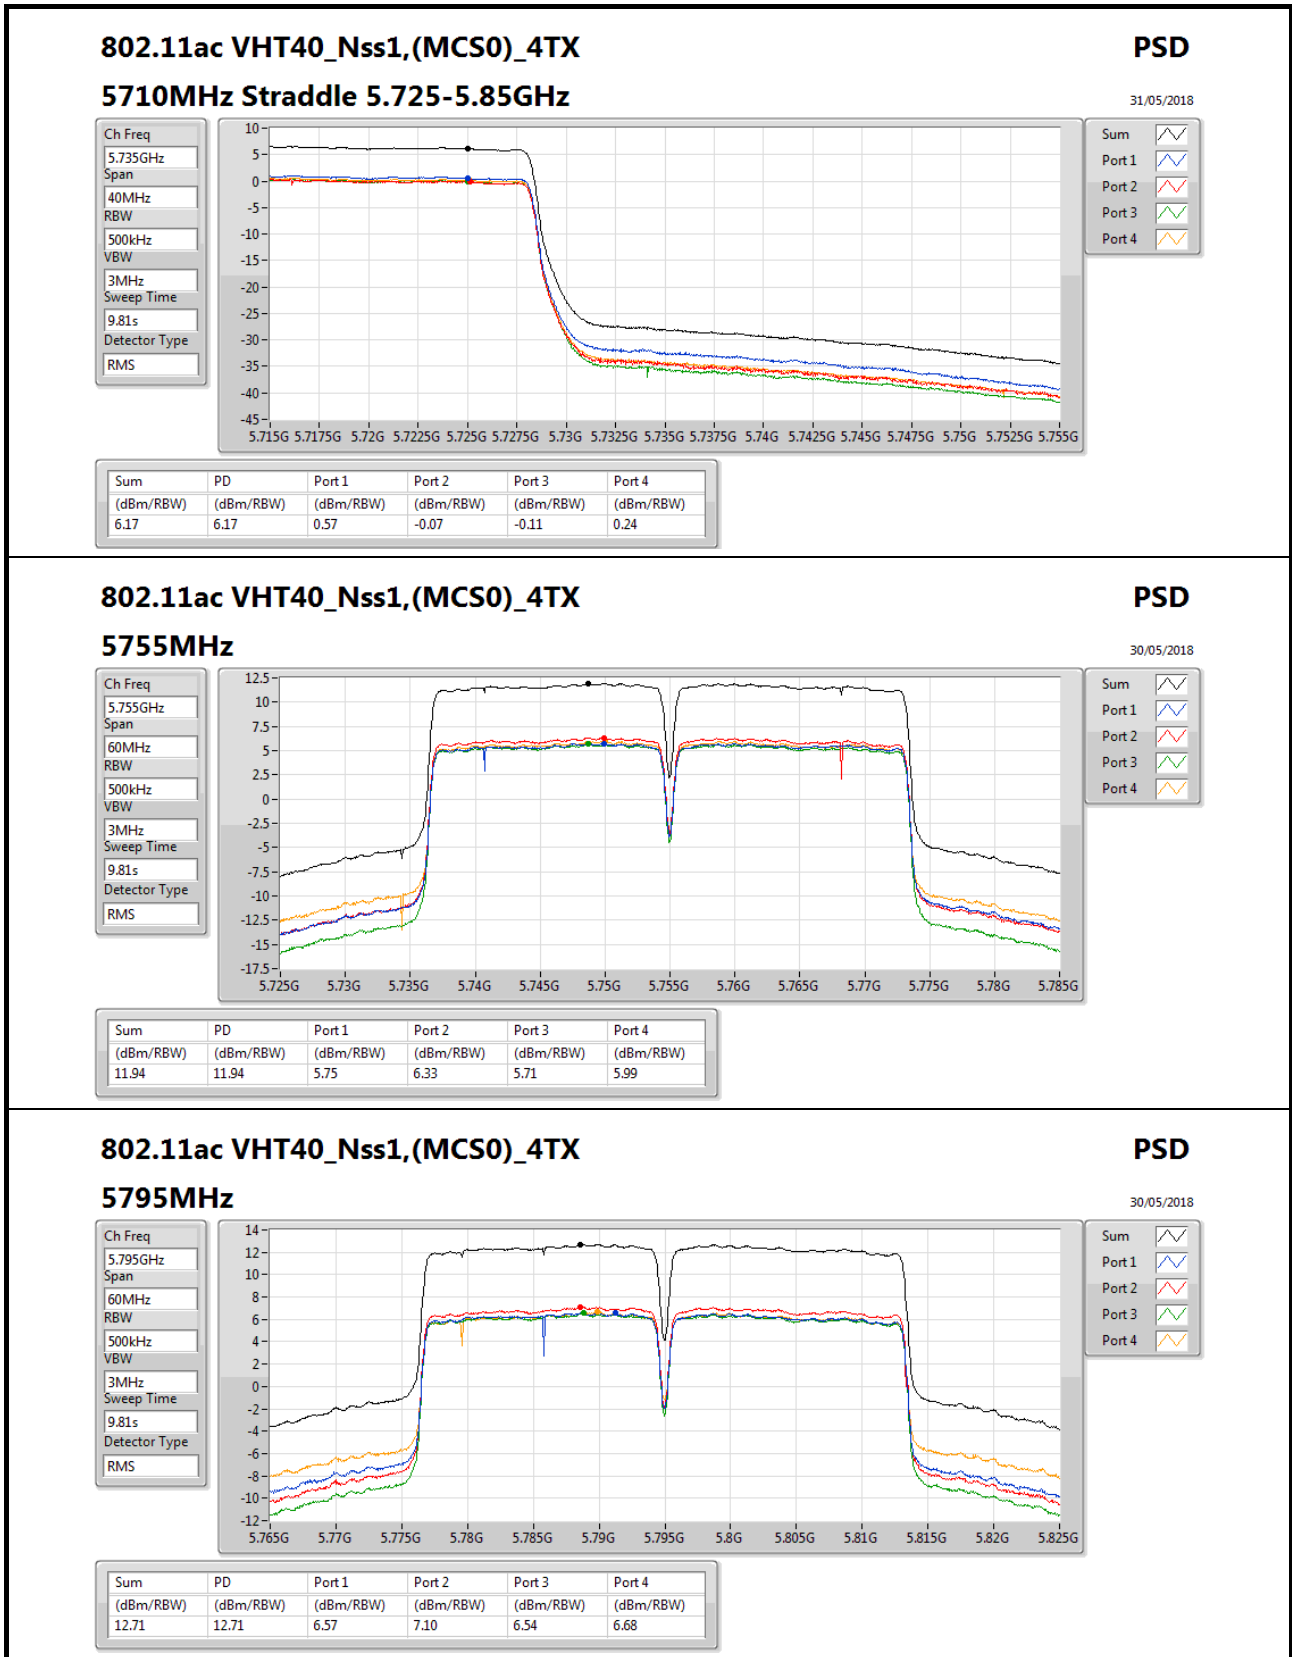 802.11ac VHT40_Nss1,(MCS0)_4TX PSD
5710MHz Straddle 5.725-5.85GHz 31/05/2018
Ch Freq
5.735GHz
Span
40MHz
RBW
500kHz
VBW
3MHz
Sweep Time
9.81s
Detector Type
RMS
10
5
0
-5
-10
-15
-20
-25
-30
-35
-40
-45
5.715G 5.7175G 5.72G 5.7225G 5.725G 5.7275G 5.73G 5.7325G 5.735G 5.7375G 5.74G 5.7425G 5.745G 5.7475G 5.75G 5.7525G 5.755G
Sum
Port 1
Port 2
Port 3
Port 4
Sum PD Port 1 Port 2 Port 3 Port 4
(dBm/RBW) (dBm/RBW) (dBm/RBW) (dBm/RBW) (dBm/RBW) (dBm/RBW)
6.17 6.17 0.57 -0.07 -0.11 0.24
802.11ac VHT40_Nss1,(MCS0)_4TX PSD
5755MHz 30/05/2018
Ch Freq
5.755GHz
Span
60MHz
RBW
500kHz
VBW
3MHz
Sweep Time
9.81s
Detector Type
RMS
12.5
10
7.5
5
2.5
0
-2.5
-5
-7.5
-10
-12.5
-15
-17.5
5.725G 5.73G 5.735G 5.74G 5.745G 5.75G 5.755G 5.76G 5.765G 5.77G 5.775G 5.78G 5.785G
Sum
Port 1
Port 2
Port 3
Port 4
Sum PD Port 1 Port 2 Port 3 Port 4
(dBm/RBW) (dBm/RBW) (dBm/RBW) (dBm/RBW) (dBm/RBW) (dBm/RBW)
11.94 11.94 5.75 6.33 5.71 5.99
802.11ac VHT40_Nss1,(MCS0)_4TX PSD
5795MHz 30/05/2018
Ch Freq
5.795GHz
Span
60MHz
RBW
500kHz
VBW
3MHz
Sweep Time
9.81s
Detector Type
RMS
14
12
10
8
6
4
2
0
-2
-4
-6
-8
-10
-12
5.765G 5.77G 5.775G 5.78G 5.785G 5.79G 5.795G 5.8G 5.805G 5.81G 5.815G 5.82G 5.825G
Sum
Port 1
Port 2
Port 3
Port 4
Sum PD Port 1 Port 2 Port 3 Port 4
(dBm/RBW) (dBm/RBW) (dBm/RBW) (dBm/RBW) (dBm/RBW) (dBm/RBW)
12.71 12.71 6.57 7.10 6.54 6.68